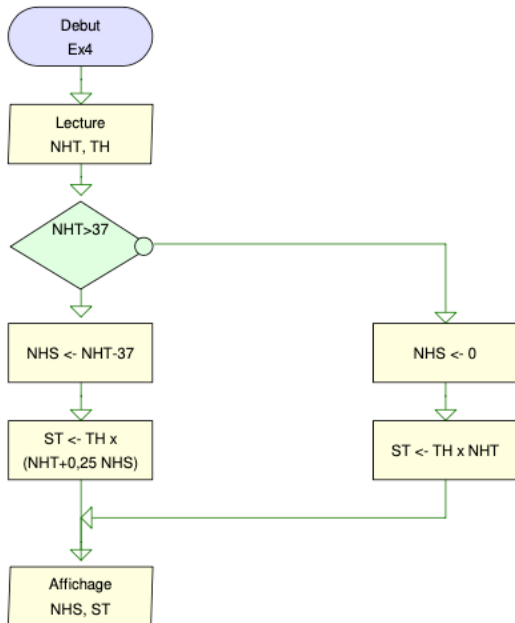 Debut
Ex4
Lecture
NHT, TH
NHT>37
NHS <- NHT-37
NHS <- 0
ST <- TH x
(NHT+0,25 NHS)
ST <- TH x NHT
Affichage
NHS, ST